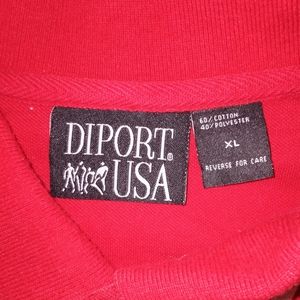 DIPORT®
USA
60/COTTON
40/POLYESTER
XL
REVERSE FOR CARE